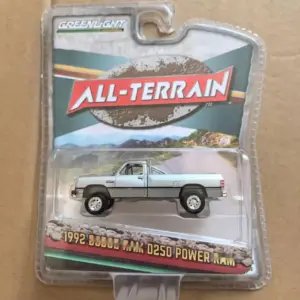 GREENLIGHT
ALL-TERRAIN
1992 D250 POWER RAM